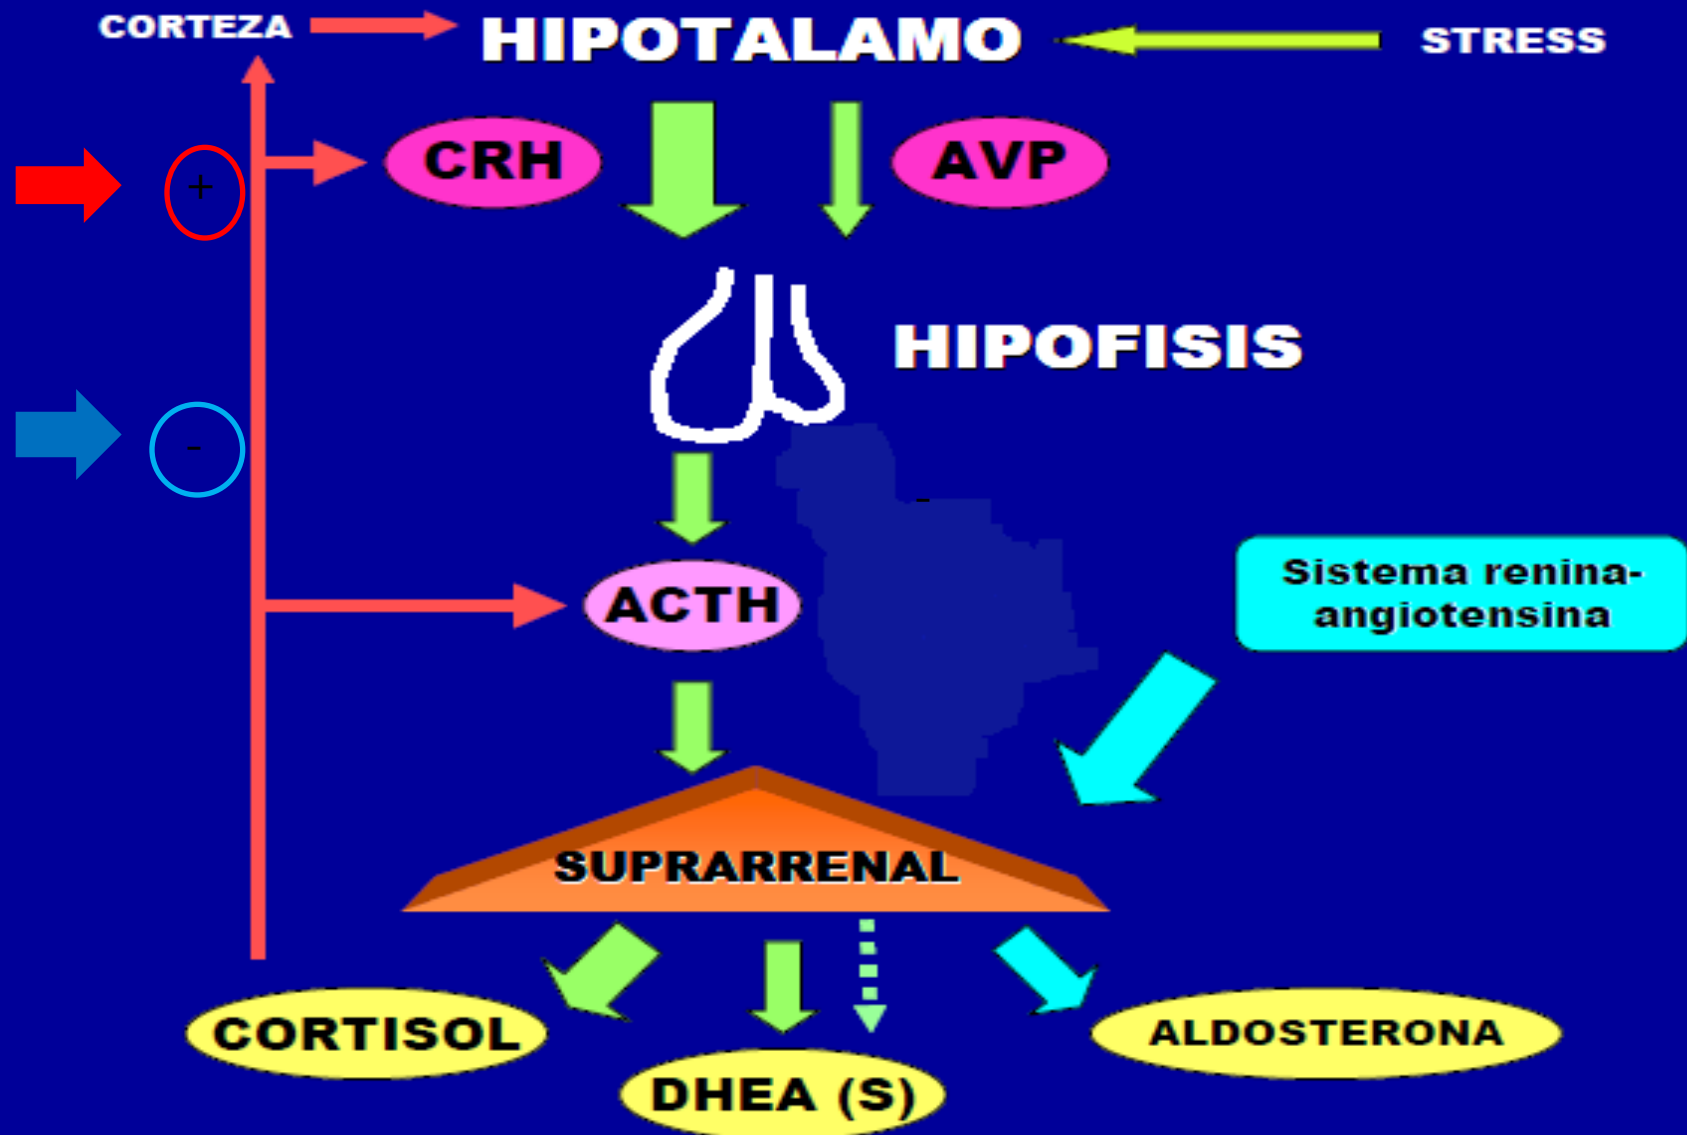 CORTEZA
HIPOTALAMO
STRESS
CRH
AVP
+
HIPOFISIS
-
-
ACTH
Sistema renina-
angiotensina
SUPRARRENAL
CORTISOL
ALDOSTERONA
DHEA (S)